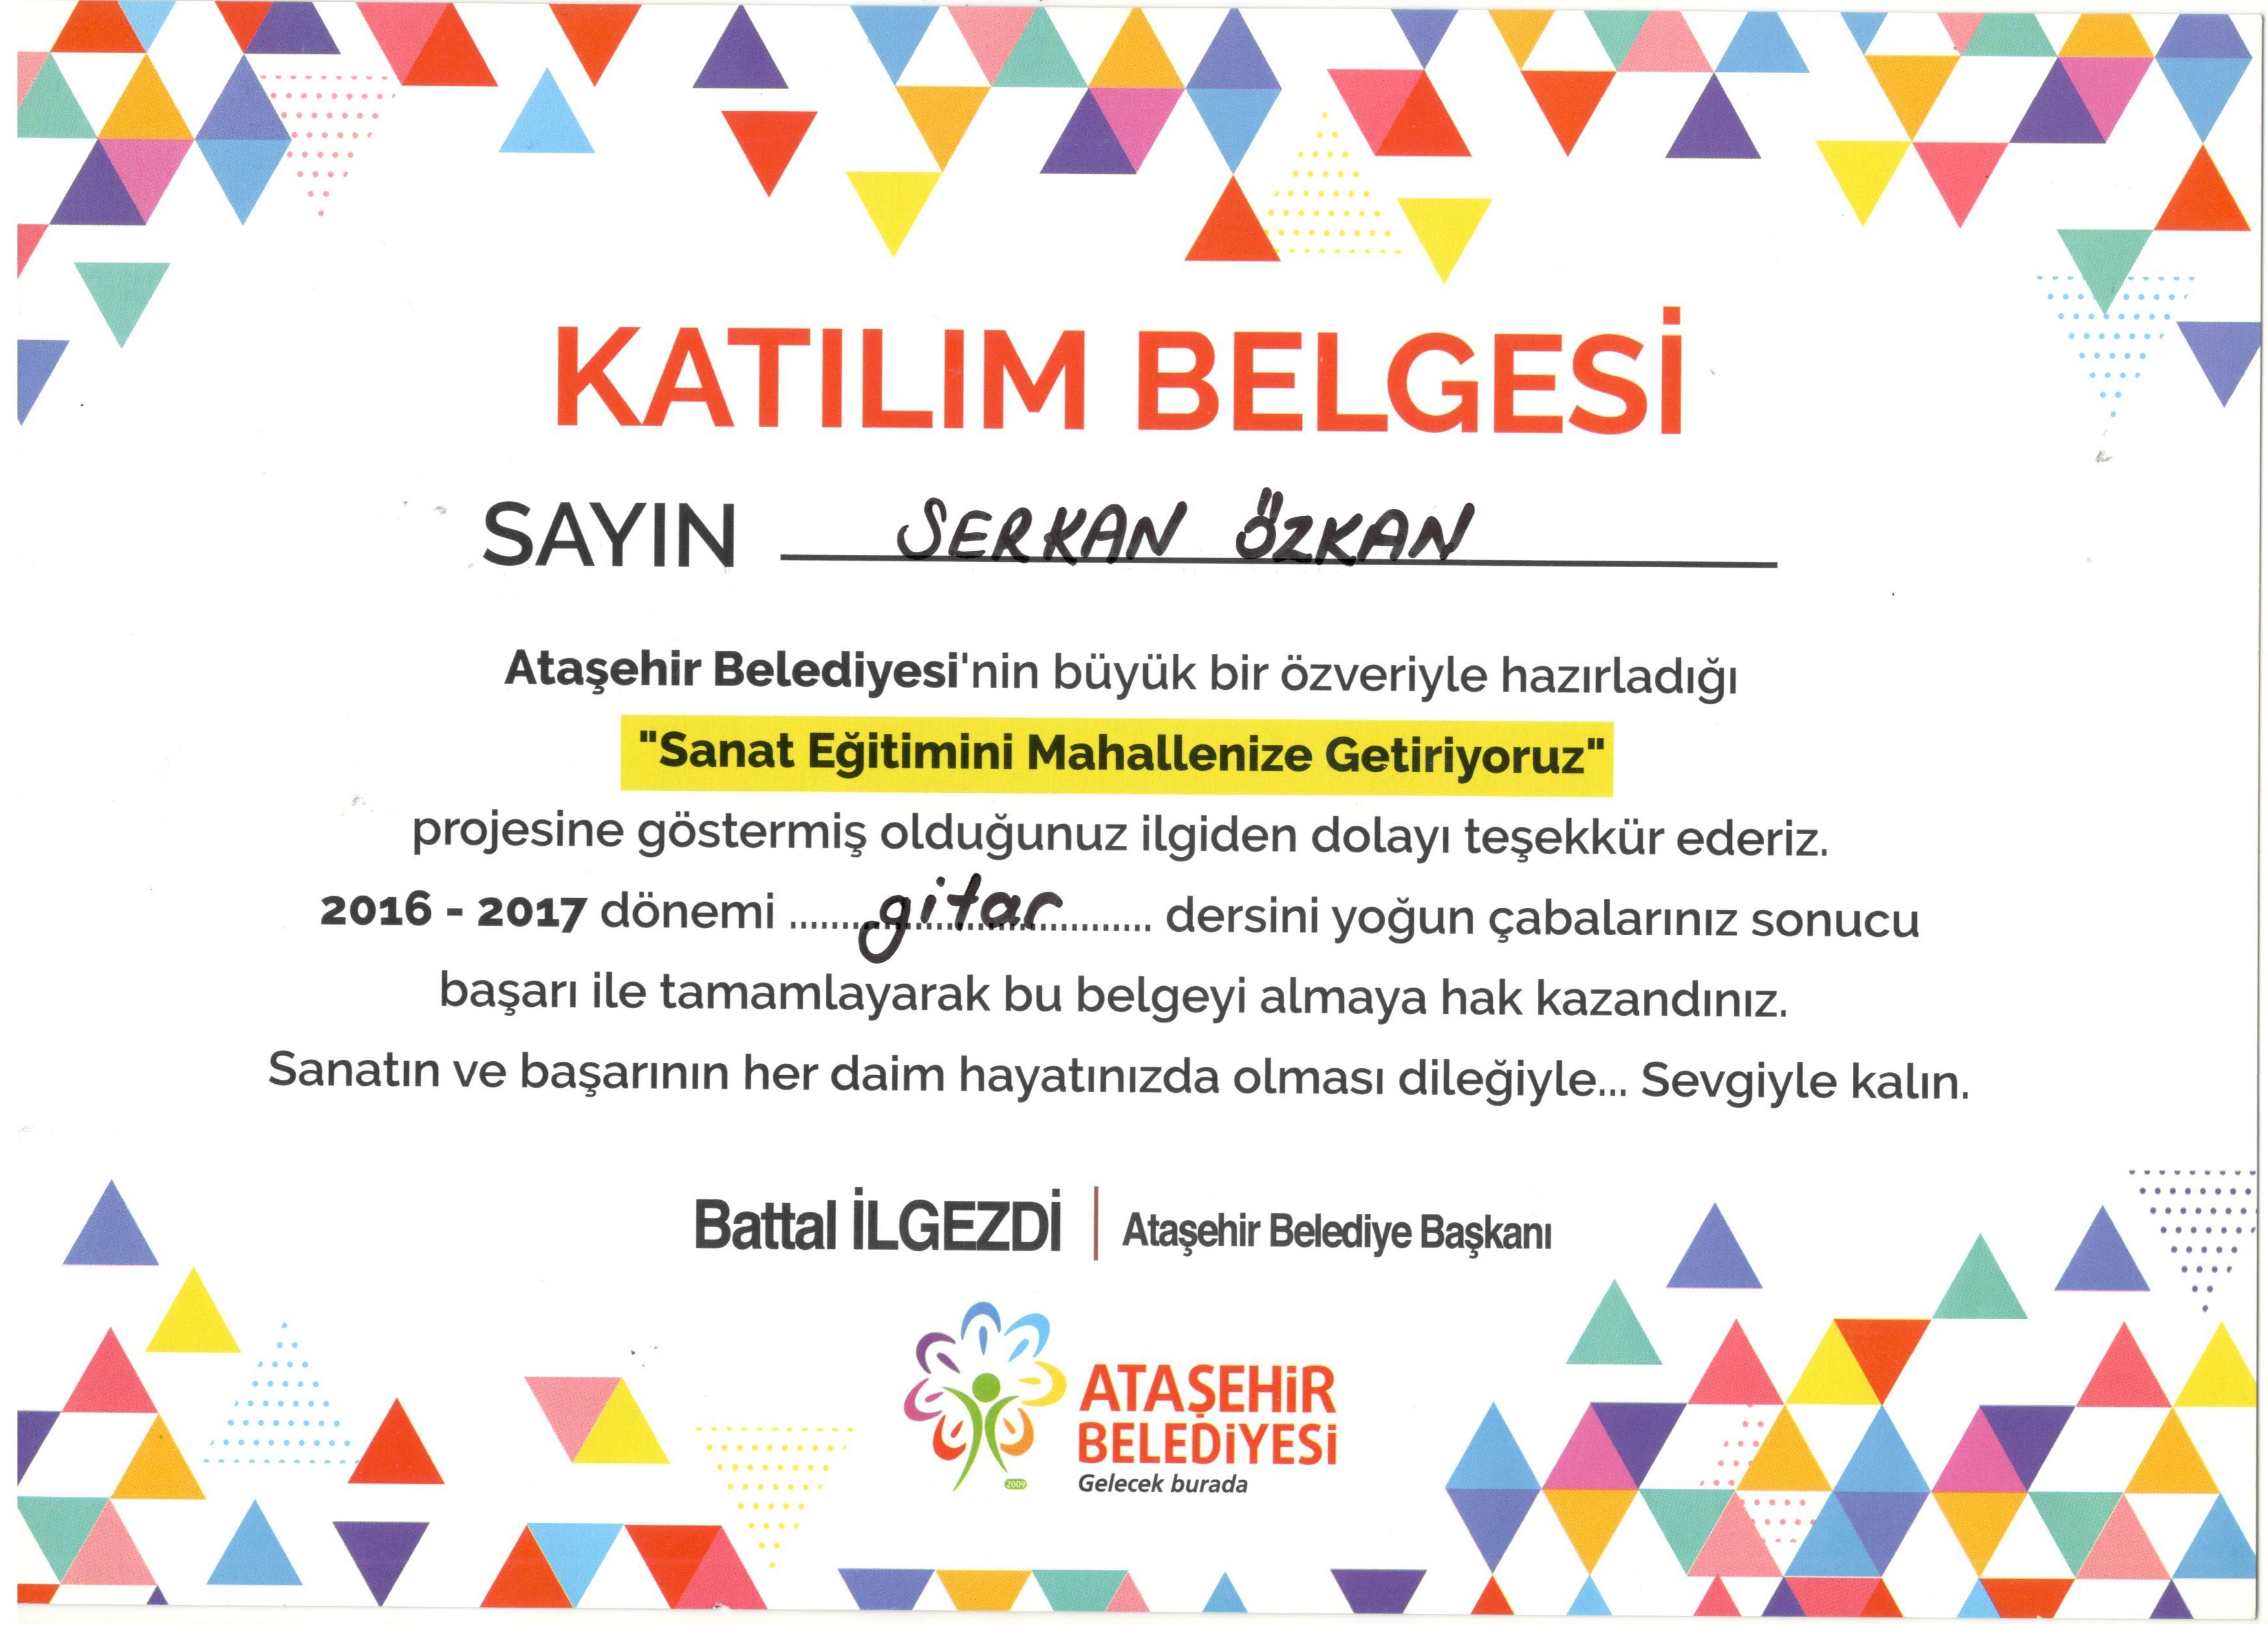 KATILIM BELGESİ
SAYIN SERKAN ÖZKAN
Ataşehir Belediyesi'nin büyük bir özveriyle hazırladığı
"Sanat Eğitimini Mahallenize Getiriyoruz"
projesine göstermiş olduğunuz ilgiden dolayı teşekkür ederiz.
2016 - 2017 dönemi ......gitar...... dersini yoğun çabalarınız sonucu
başarı ile tamamlayarak bu belgeyi almaya hak kazandınız.
Sanatın ve başarının her daim hayatınızda olması dileğiyle... Sevgiyle kalın.
Battal İLGEZDİ | Ataşehir Belediye Başkanı
ATAŞEHİR
BELEDİYESİ
Gelecek burada
2009